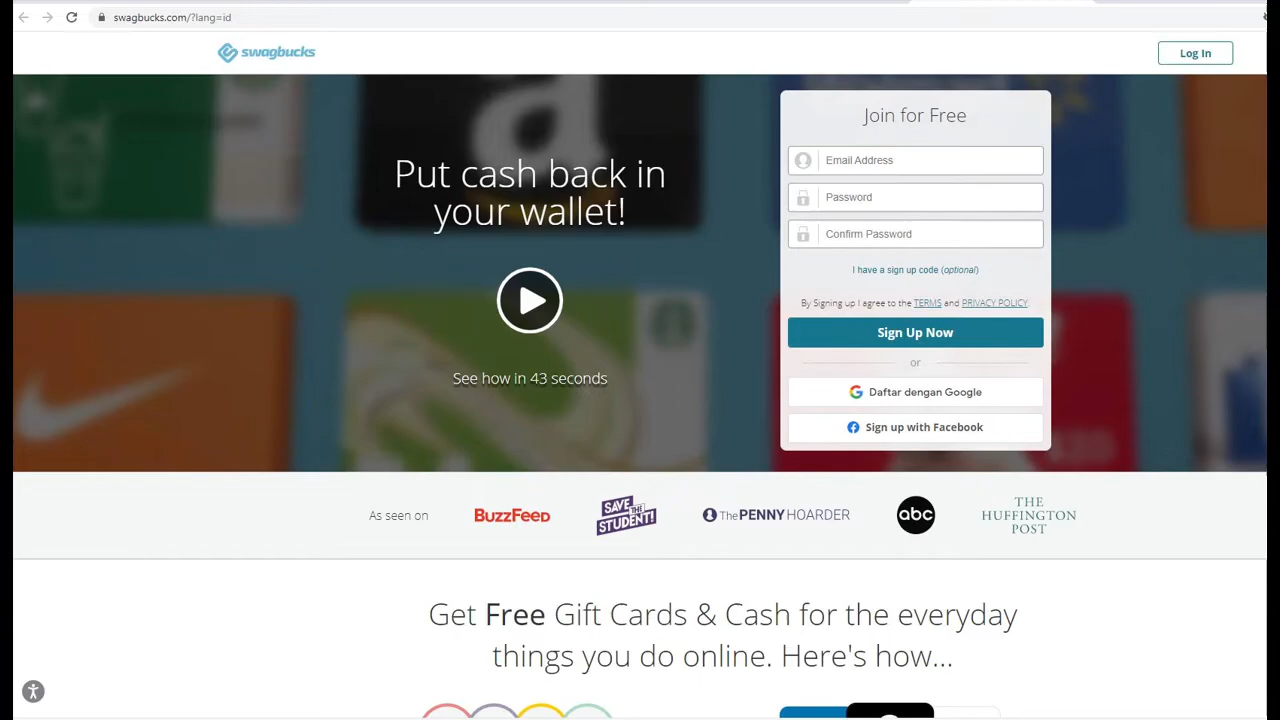 swagbucks.com/?lang=id
swagbucks
Log In
Put cash back in
your wallet!
See how in 43 seconds
Join for Free
Email Address
Password
Confirm Password
I have a sign up code (optional)
By Signing up I agree to the TERMS and PRIVACY POLICY.
Sign Up Now
or
Daftar dengan Google
Sign up with Facebook
As seen on
BuzzFeed
SAVE
THE
STUDENT!
The PENNY HOARDER
abc
THE
HUFFINGTON
POST
Get Free Gift Cards & Cash for the everyday
things you do online. Here's how...